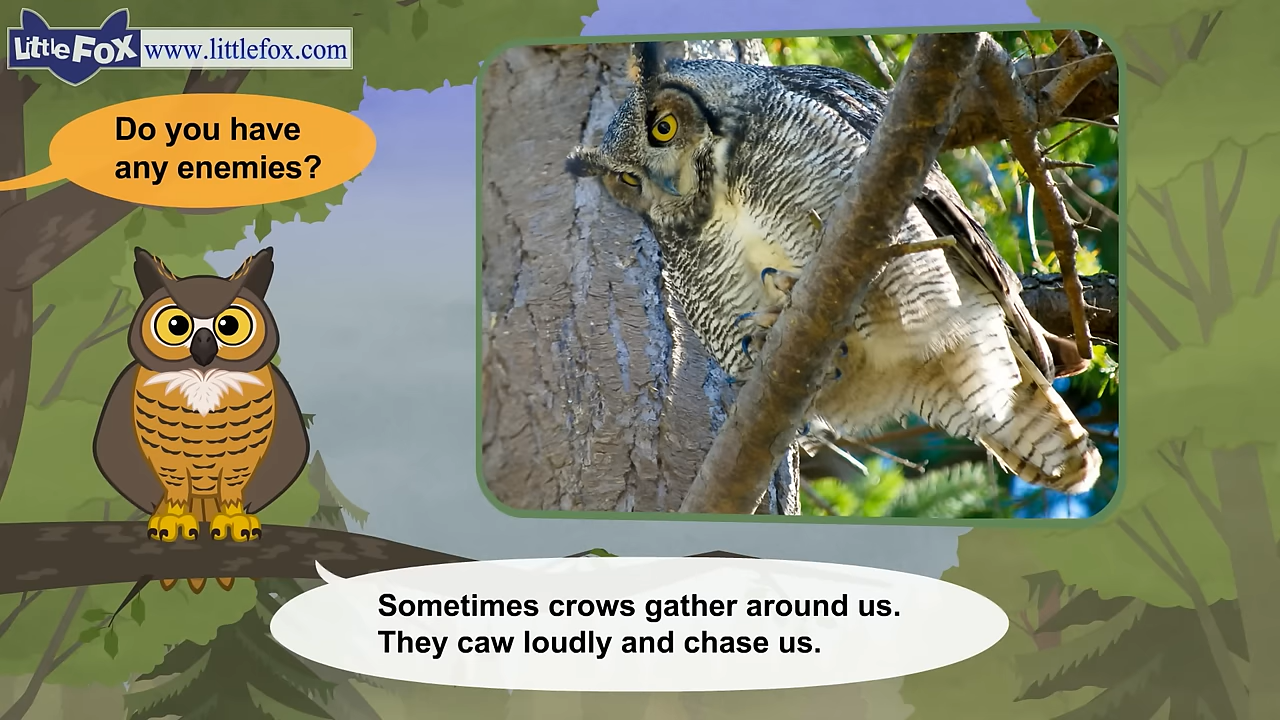 Little Fox www.littlefox.com
Do you have
any enemies?
Sometimes crows gather around us.
They caw loudly and chase us.